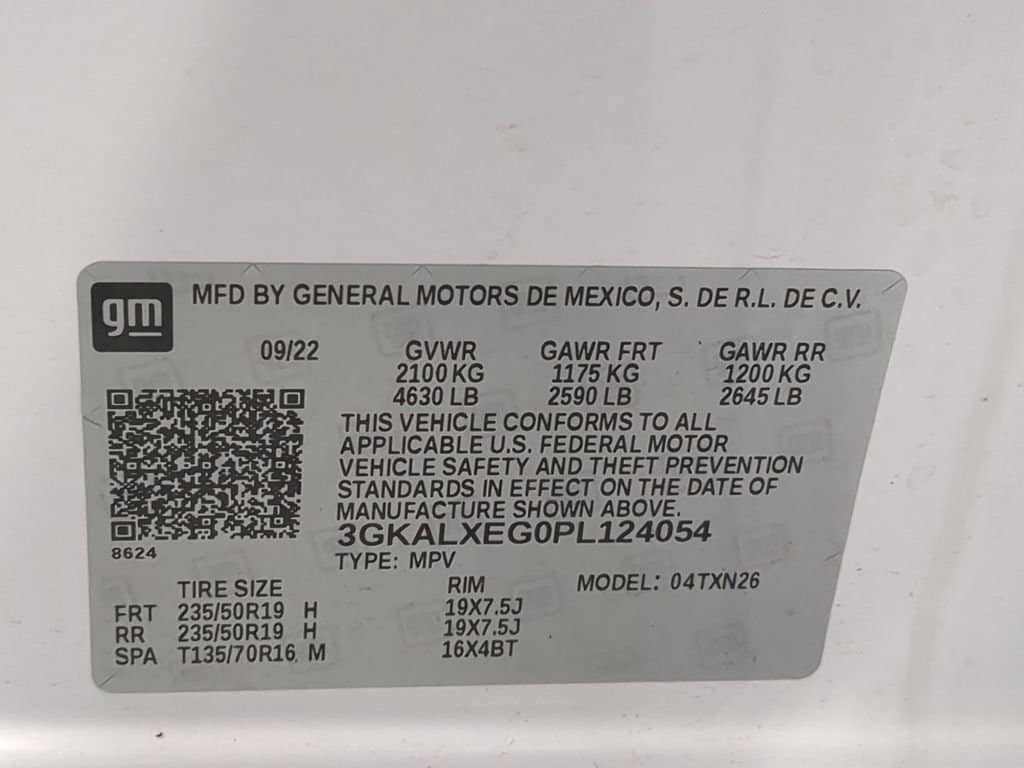 gm MFD BY GENERAL MOTORS DE MEXICO, S. DE R.L. DE C.V.
09/22 GVWR GAWR FRT GAWR RR
2100 KG 1175 KG 1200 KG
4630 LB 2590 LB 2645 LB
THIS VEHICLE CONFORMS TO ALL
APPLICABLE U.S. FEDERAL MOTOR
VEHICLE SAFETY AND THEFT PREVENTION
STANDARDS IN EFFECT ON THE DATE OF
MANUFACTURE SHOWN ABOVE.
3GKALXEG0PL124054
8624
TYPE: MPV
TIRE SIZE RIM MODEL: 04TXN26
FRT 235/50R19 H 19X7.5J
RR 235/50R19 H 19X7.5J
SPA T135/70R16 M 16X4BT